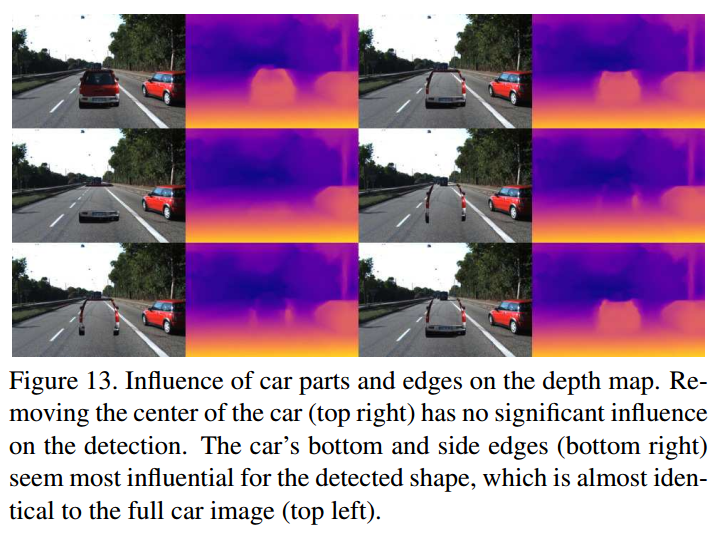 Figure 13. Influence of car parts and edges on the depth map. Re-
moving the center of the car (top right) has no significant influence
on the detection. The car's bottom and side edges (bottom right)
seem most influential for the detected shape, which is almost iden-
tical to the full car image (top left).